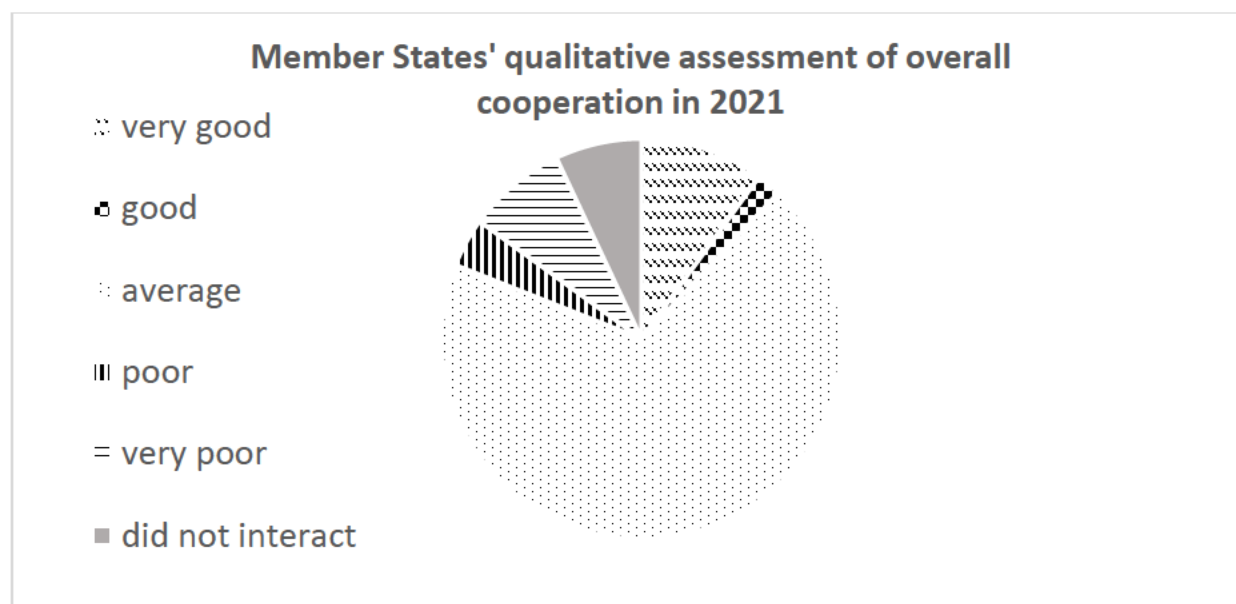 Member States' qualitative assessment of overall
cooperation in 2021
very good
good
average
poor
very poor
did not interact